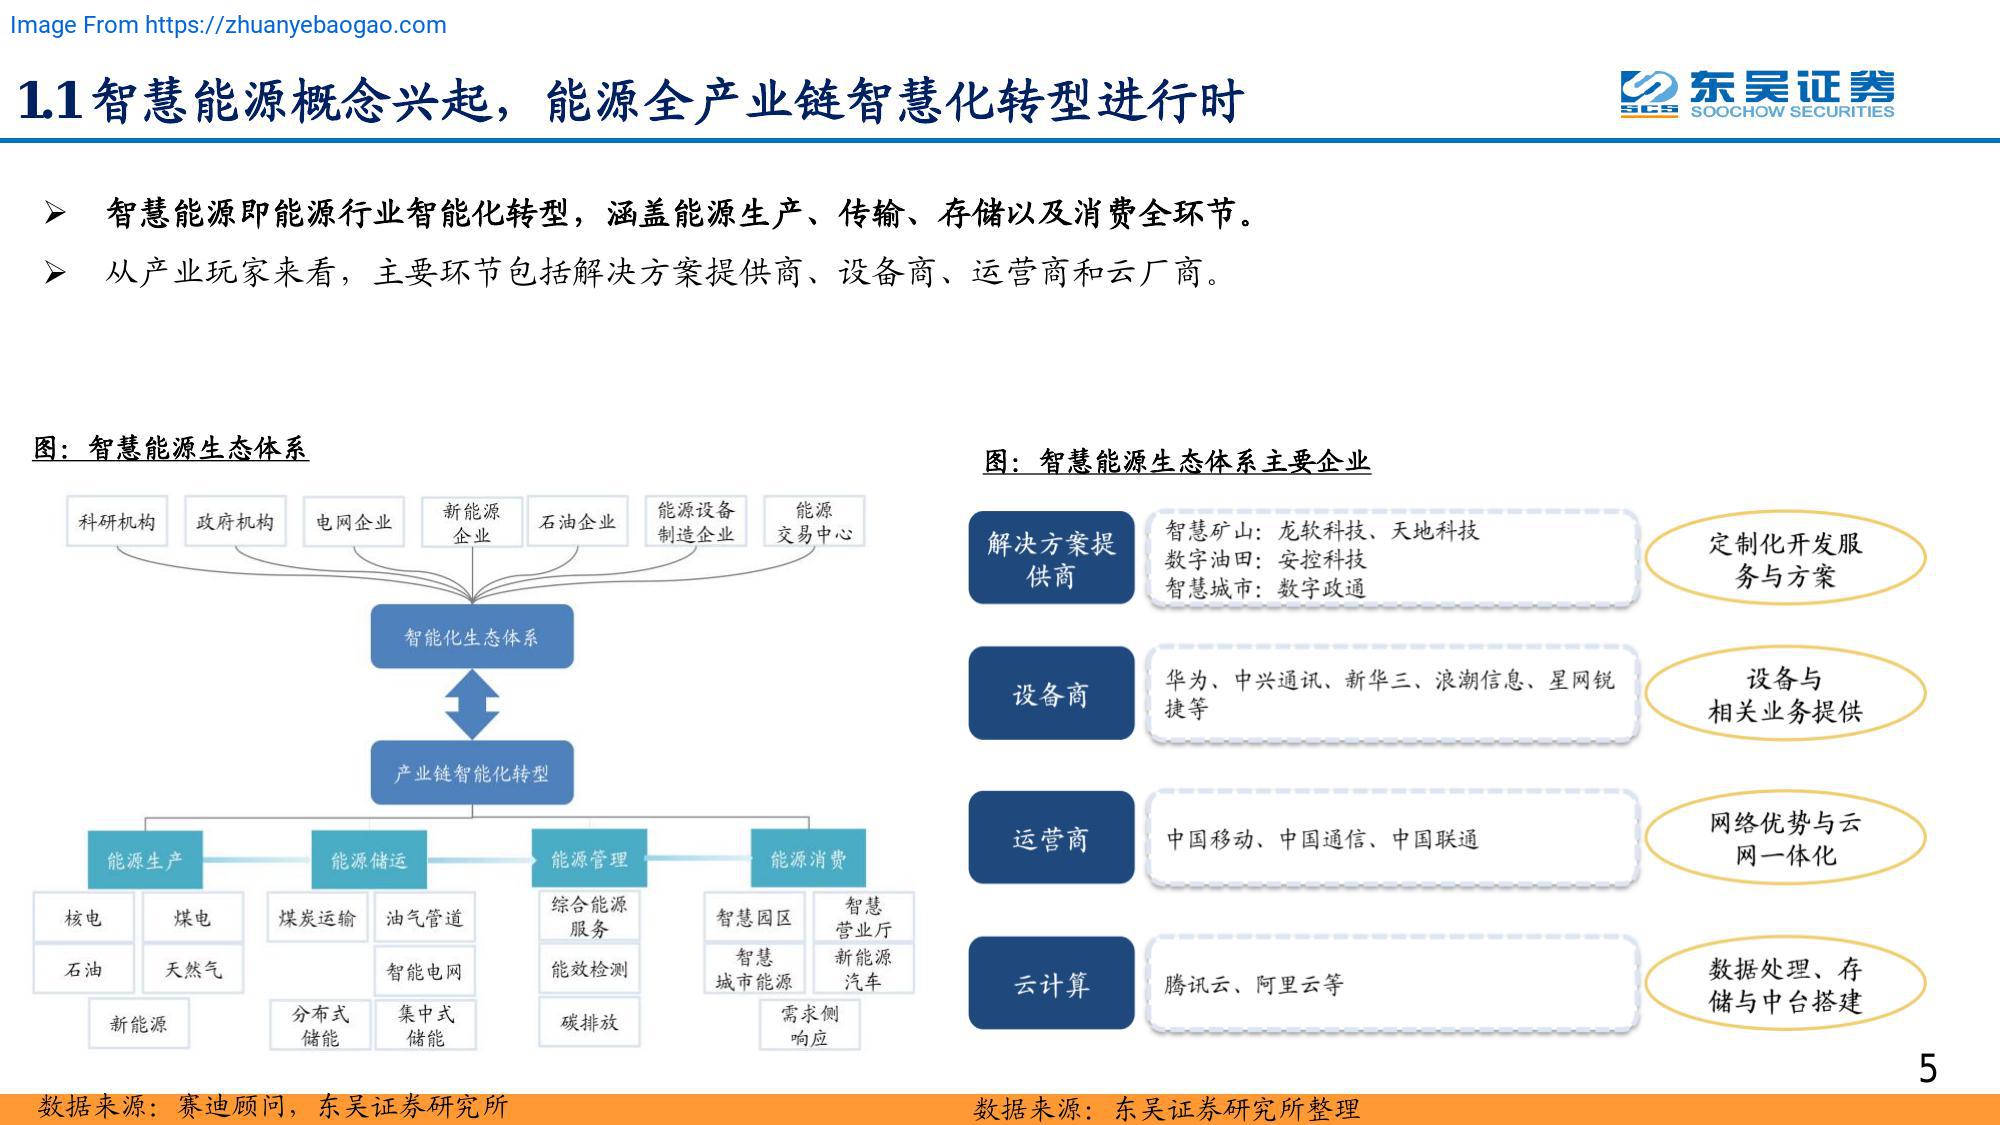 Image From https://zhuanyebaogao.com
1.1智慧能源概念兴起，能源全产业链智慧化转型进行时
东吴证券
SCS
SOOCHOW SECURITIES
➢ 智慧能源即能源行业智能化转型，涵盖能源生产、传输、存储以及消费全环节。
➢ 从产业玩家来看，主要环节包括解决方案提供商、设备商、运营商和云厂商。
图：智慧能源生态体系
科研机构
政府机构
电网企业
新能源
企业
石油企业
能源设备
制造企业
能源
交易中心
智能化生态体系
产业链智能化转型
能源生产
能源储运
能源管理
能源消费
核电
煤电
石油
天然气
新能源
煤炭运输
油气管道
智能电网
分布式
储能
集中式
储能
综合能源
服务
能效检测
碳排放
智慧园区
智慧
营业厅
智慧
城市能源
新能源
汽车
需求侧
响应
数据来源：赛迪顾问，东吴证券研究所
图：智慧能源生态体系主要企业
解决方案提
供商
智慧矿山：龙软科技、天地科技
数字油田：安控科技
智慧城市：数字政通
定制化开发服
务与方案
设备商
华为、中兴通讯、新华三、浪潮信息、星网锐
捷等
设备与
相关业务提供
运营商
中国移动、中国通信、中国联通
网络优势与云
网一体化
云计算
腾讯云、阿里云等
数据处理、存
储与中台搭建
数据来源：东吴证券研究所整理
5